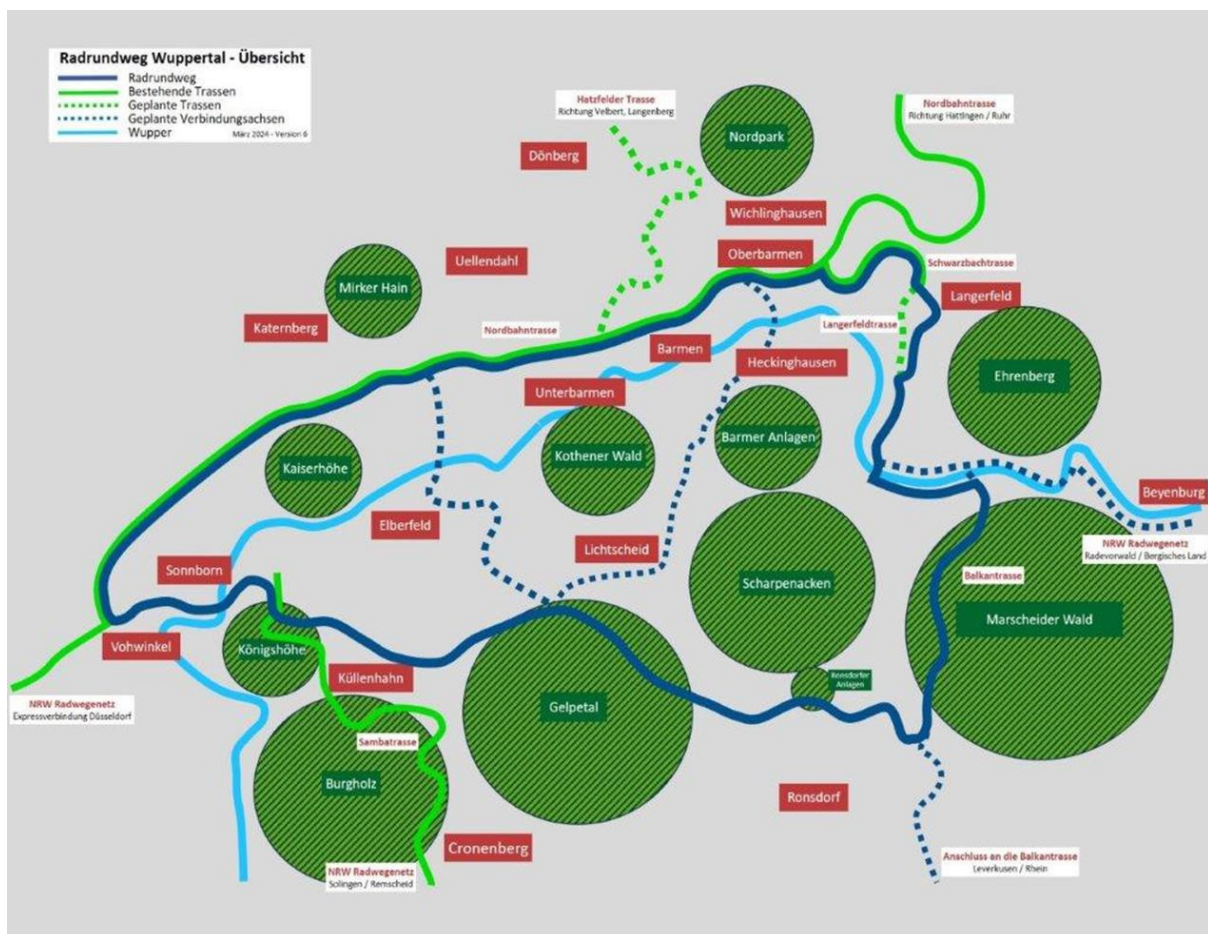 Radrundweg Wuppertal - Übersicht
Radrundweg
Bestehende Trassen
Geplante Trassen
Geplante Verbindungsachsen
Wupper
März 2024 - Version 6
Hatzfelder Trasse
Richtung Velbert, Langenberg
Nordbahntrasse
Richtung Hattingen / Ruhr
Nordpark
Dönberg
Wichlinghausen
Uellendahl
Oberbarmen
Schwarzbachtrasse
Mirker Hain
Langerfeld
Katernberg
Nordbahntrasse
Langerfeldtrasse
Barmen
Heckinghausen
Ehrenberg
Unterbarmen
Barmer Anlagen
Kothener Wald
Kaiserhöhe
Beyenburg
Elberfeld
NRW Radwegenetz
Radevorwald / Bergisches Land
Lichtscheid
Sonnborn
Balkantrasse
Scharpenacken
Marscheider Wald
Vohwinkel
Königshöhe
Küllenhahn
Ronsdorfer
Anlagen
NRW Radwegenetz
Expressverbindung Düsseldorf
Gelpetal
Sambatrasse
Burgholz
Ronsdorf
Cronenberg
NRW Radwegenetz
Solingen / Remscheid
Anschluss an die Balkantrasse
Leverkusen / Rhein